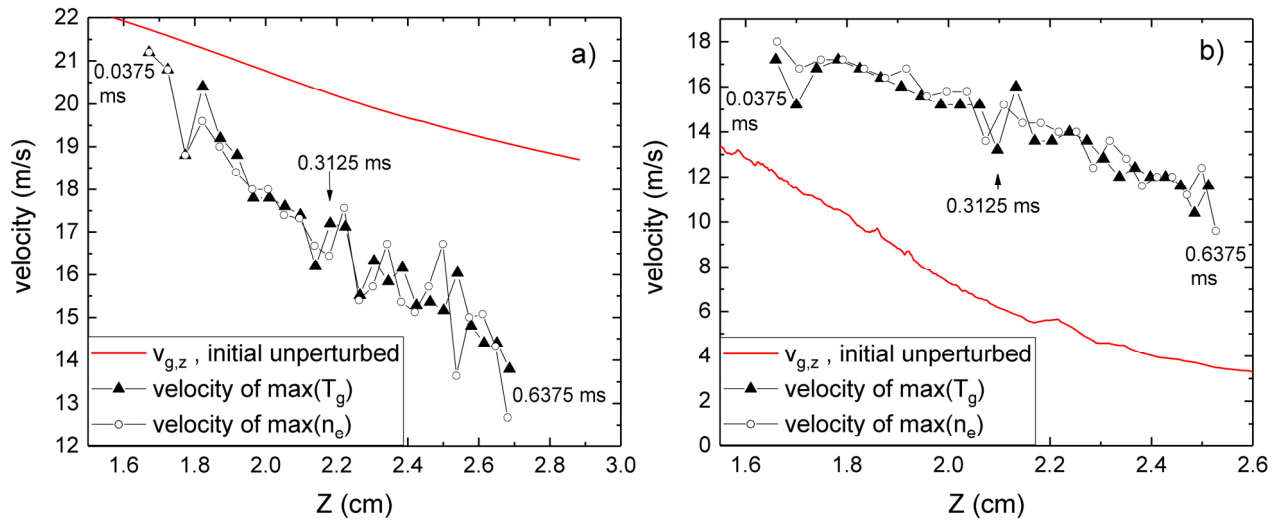 a)
22
21
20
19
18
17
16
15
14
13
12
velocity (m/s)
0.0375
ms
0.3125 ms
0.6375 ms
v_g,z , initial unperturbed
velocity of max(T_g)
velocity of max(n_e)
1.6 1.8 2.0 2.2 2.4 2.6 2.8 3.0
Z (cm)
b)
20
18
16
14
12
10
8
6
4
2
0
velocity (m/s)
0.0375
ms
0.3125 ms
0.6375
ms
v_g,z , initial unperturbed
velocity of max(T_g)
velocity of max(n_e)
1.6 1.8 2.0 2.2 2.4 2.6
Z (cm)